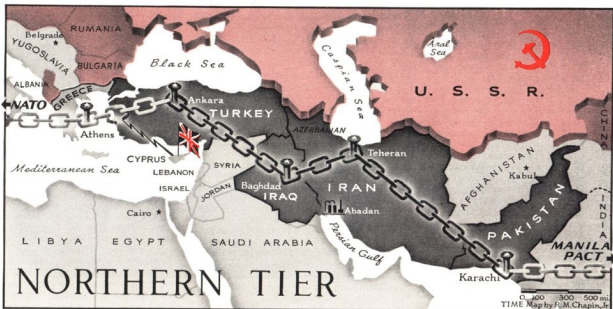 RUMANIA
Belgrade
YUGOSLAVIA
BULGARIA
ALBANIA
GREECE
NATO
Athens
Black Sea
Ankara
TURKEY
Caspian Sea
Aral Sea
U. S. S. R.
AZERBAIJAN
CHINA
CYPRUS
Mediterranean Sea
LEBANON
ISRAEL
SYRIA
JORDAN
Baghdad
IRAQ
Teheran
IRAN
Abadan
AFGHANISTAN
Kabul
PAKISTAN
INDIA
Cairo
LIBYA
EGYPT
SAUDI ARABIA
Persian Gulf
Karachi
MANILA
PACT
NORTHERN TIER
0 100 300 500 mi.
TIME Map by R. M. Chapin, Jr.